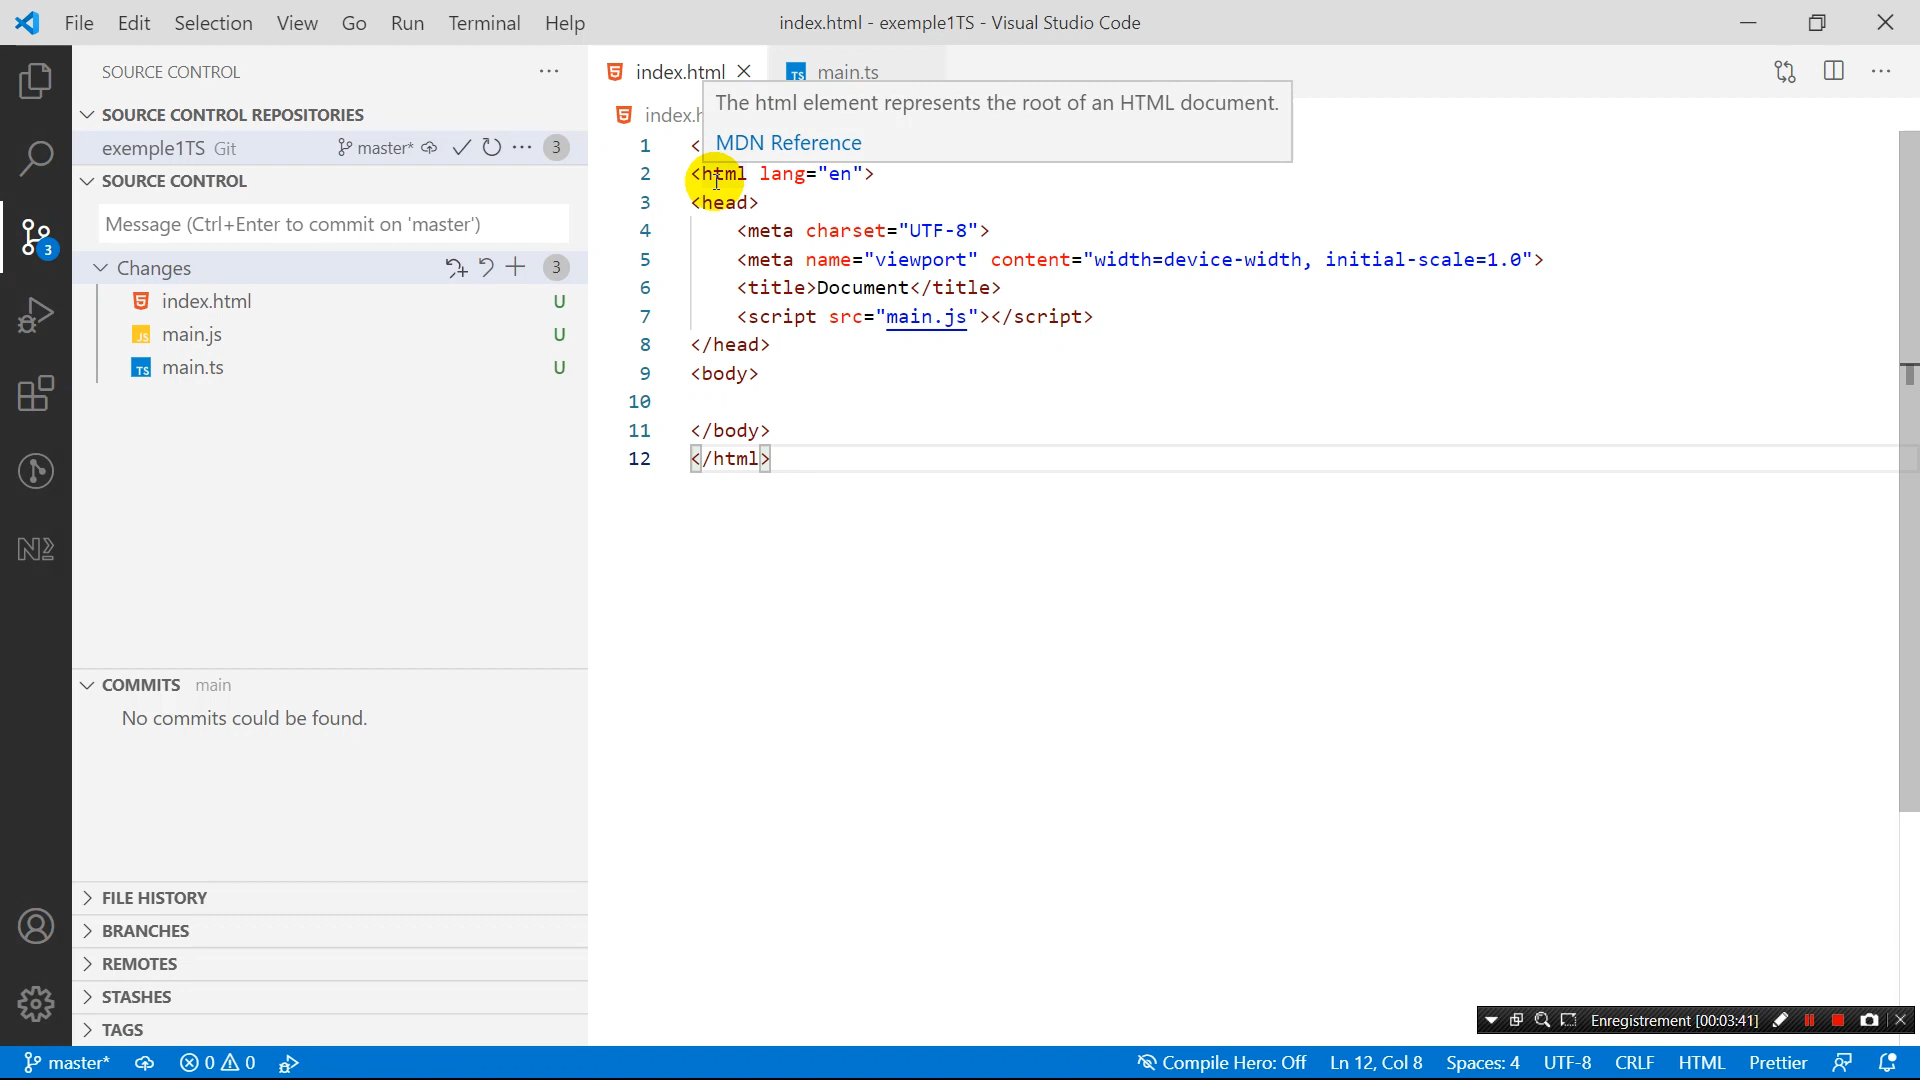 File Edit Selection View Go Run Terminal Help
index.html - exemple1TS - Visual Studio Code
SOURCE CONTROL
SOURCE CONTROL REPOSITORIES
exemple1TS Git master* 3
SOURCE CONTROL
Message (Ctrl+Enter to commit on 'master')
Changes 3
index.html U
JS main.js U
TS main.ts U
3
COMMITS main
No commits could be found.
FILE HISTORY
BRANCHES
REMOTES
STASHES
TAGS
index.html TS main.ts
The html element represents the root of an HTML document.
MDN Reference
1 <
2 <html lang="en">
3 <head>
4 <meta charset="UTF-8">
5 <meta name="viewport" content="width=device-width, initial-scale=1.0">
6 <title>Document</title>
7 <script src="main.js"></script>
8 </head>
9 <body>
10
11 </body>
12 </html>
Enregistrement [00:03:41]
master* 0 0 Compile Hero: Off Ln 12, Col 8 Spaces: 4 UTF-8 CRLF HTML Prettier